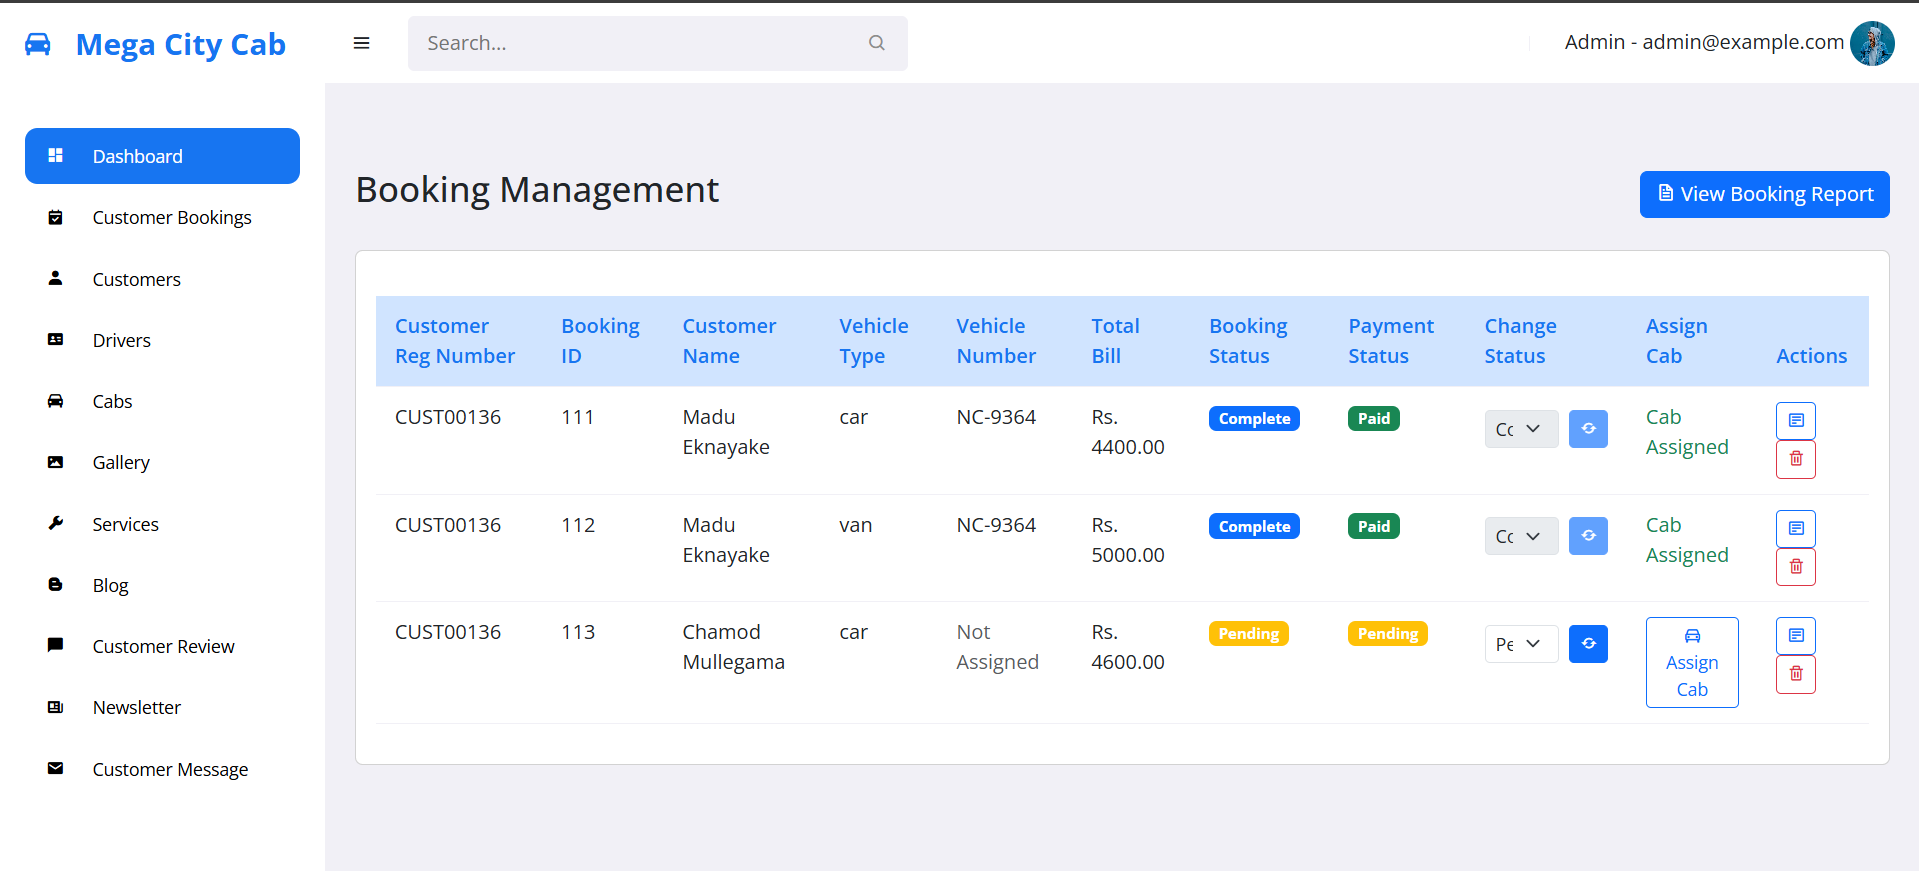 Mega City Cab
Search...
Admin - admin@example.com
Dashboard
Customer Bookings
Customers
Drivers
Cabs
Gallery
Services
Blog
Customer Review
Newsletter
Customer Message
Booking Management
View Booking Report
Customer Reg Number
Booking ID
Customer Name
Vehicle Type
Vehicle Number
Total Bill
Booking Status
Payment Status
Change Status
Assign Cab
Actions
CUST00136
111
Madu Eknayake
car
NC-9364
Rs. 4400.00
Complete
Paid
Co
Cab Assigned
CUST00136
112
Madu Eknayake
van
NC-9364
Rs. 5000.00
Complete
Paid
Co
Cab Assigned
CUST00136
113
Chamod Mullegama
car
Not Assigned
Rs. 4600.00
Pending
Pending
Pe
Assign Cab